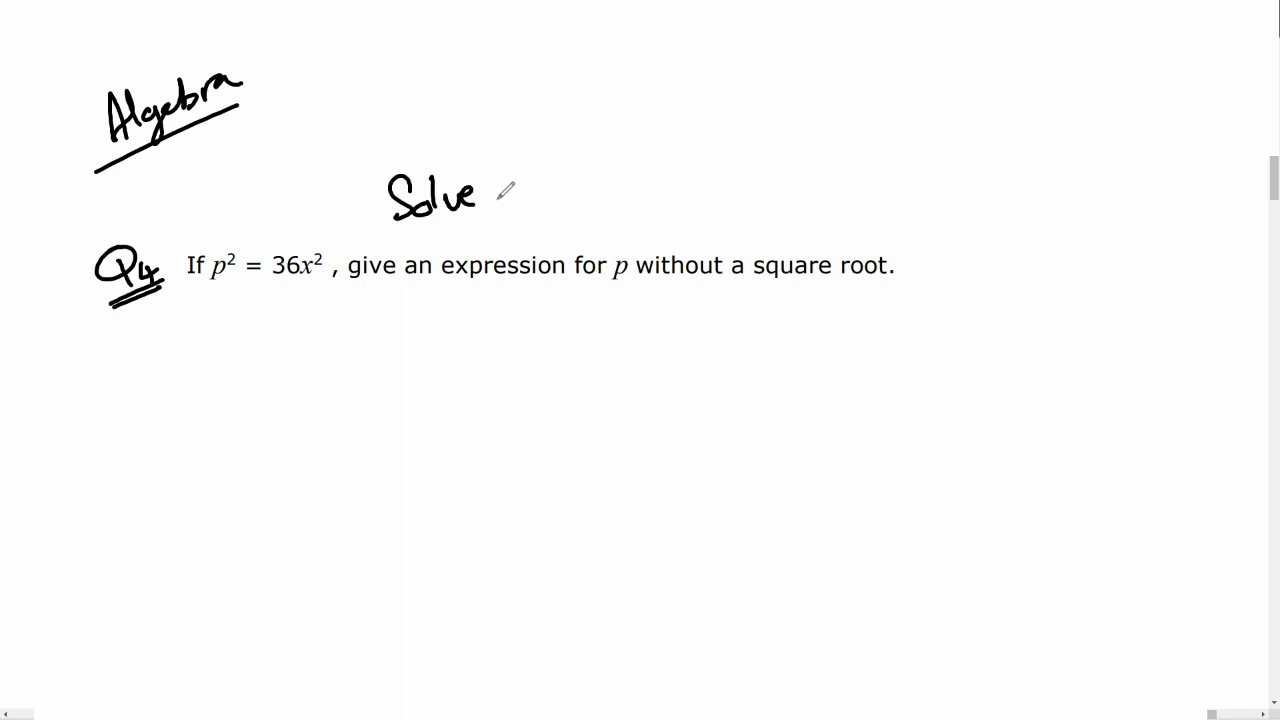 Algebra
Solve
Q4 If p² = 36x² , give an expression for p without a square root.